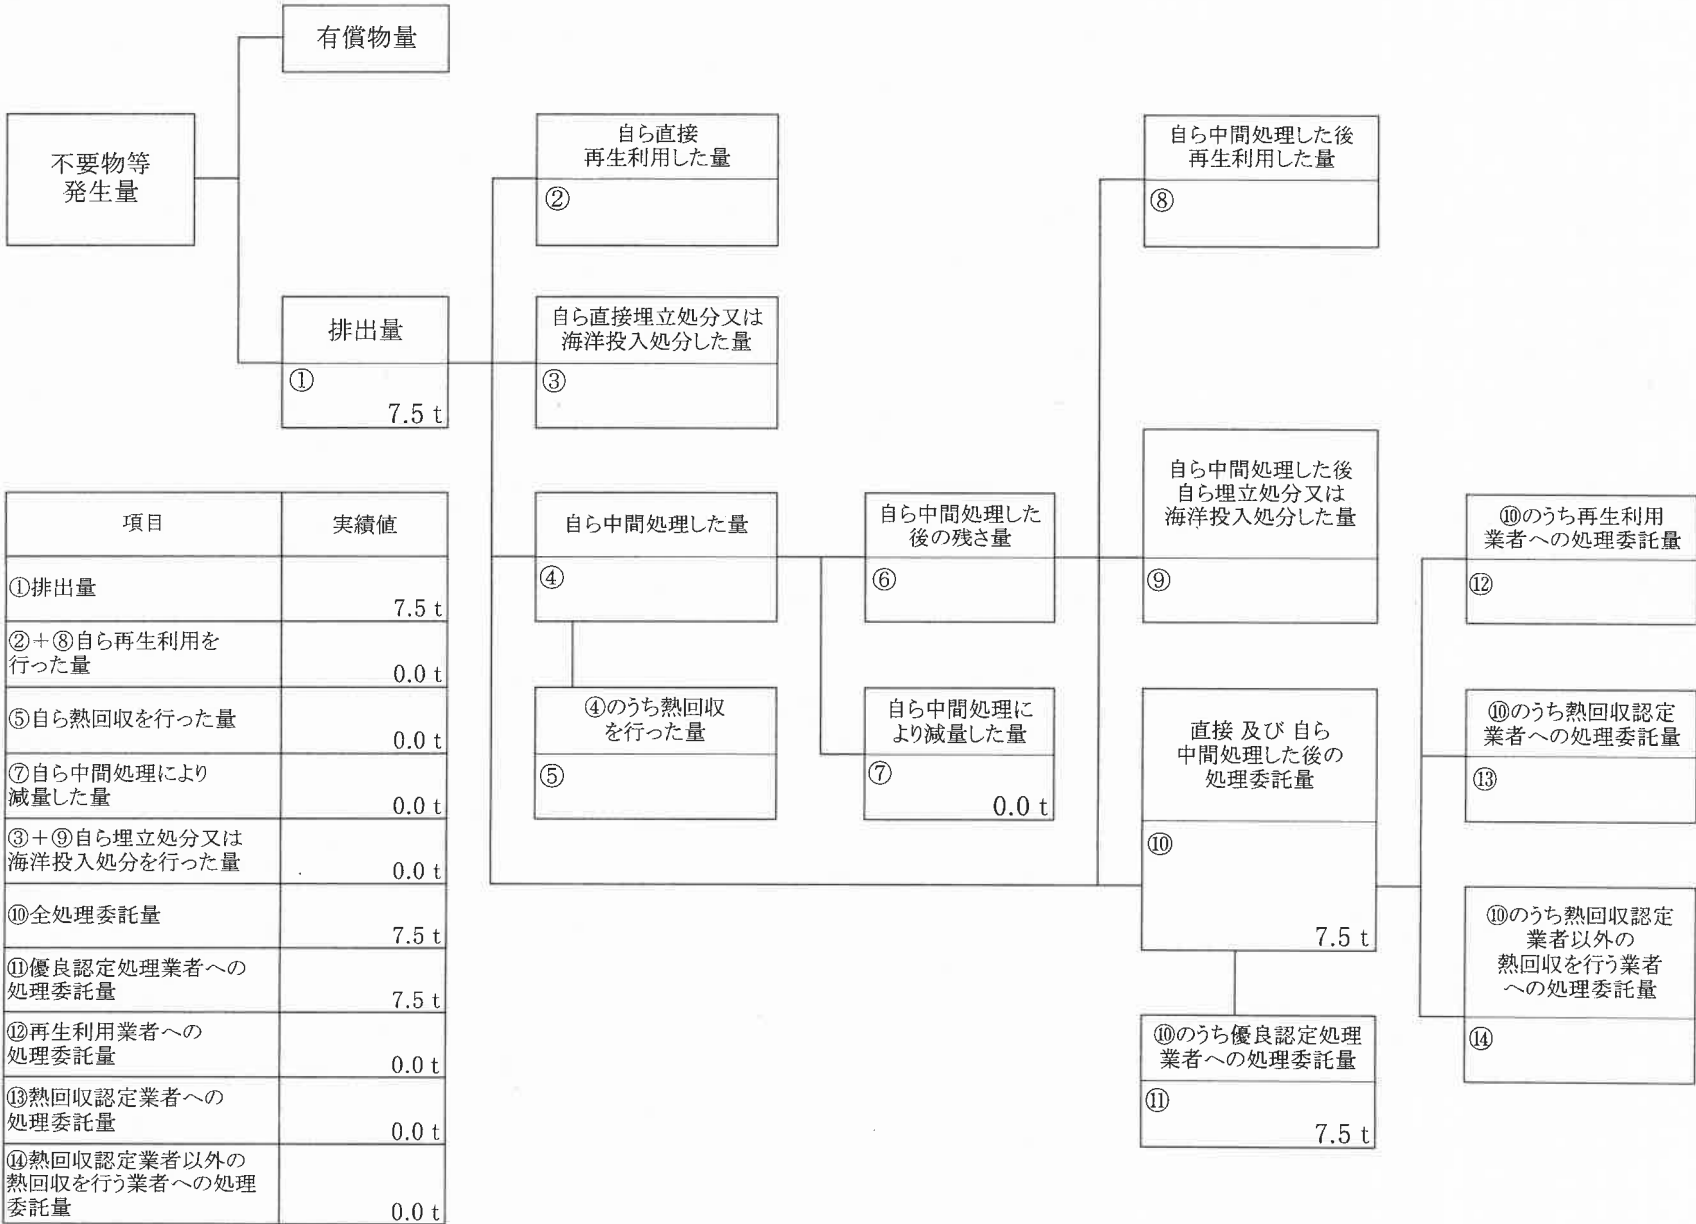 有償物量
不要物等
発生量
排出量
①
7.5 t
自ら直接
再生利用した量
②
自ら直接埋立処分又は
海洋投入処分した量
③
自ら中間処理した量
④
④のうち熱回収
を行った量
⑤
自ら中間処理した
後の残さ量
⑥
自ら中間処理に
より減量した量
⑦
0.0 t
自ら中間処理した後
再生利用した量
⑧
自ら中間処理した後
自ら埋立処分又は
海洋投入処分した量
⑨
直接 及び 自ら
中間処理した後の
処理委託量
⑩
7.5 t
⑩のうち優良認定処理
業者への処理委託量
⑪
7.5 t
⑩のうち再生利用
業者への処理委託量
⑫
⑩のうち熱回収認定
業者への処理委託量
⑬
⑩のうち熱回収認定
業者以外の
熱回収を行う業者
への処理委託量
⑭
項目 実績値
①排出量
7.5 t
②+⑧自ら再生利用を
行った量
0.0 t
⑤自ら熱回収を行った量
0.0 t
⑦自ら中間処理により
減量した量
0.0 t
③+⑨自ら埋立処分又は
海洋投入処分を行った量
0.0 t
⑩全処理委託量
7.5 t
⑪優良認定処理業者への
処理委託量
7.5 t
⑫再生利用業者への
処理委託量
0.0 t
⑬熱回収認定業者への
処理委託量
0.0 t
⑭熱回収認定業者以外の
熱回収を行う業者への処理
委託量
0.0 t